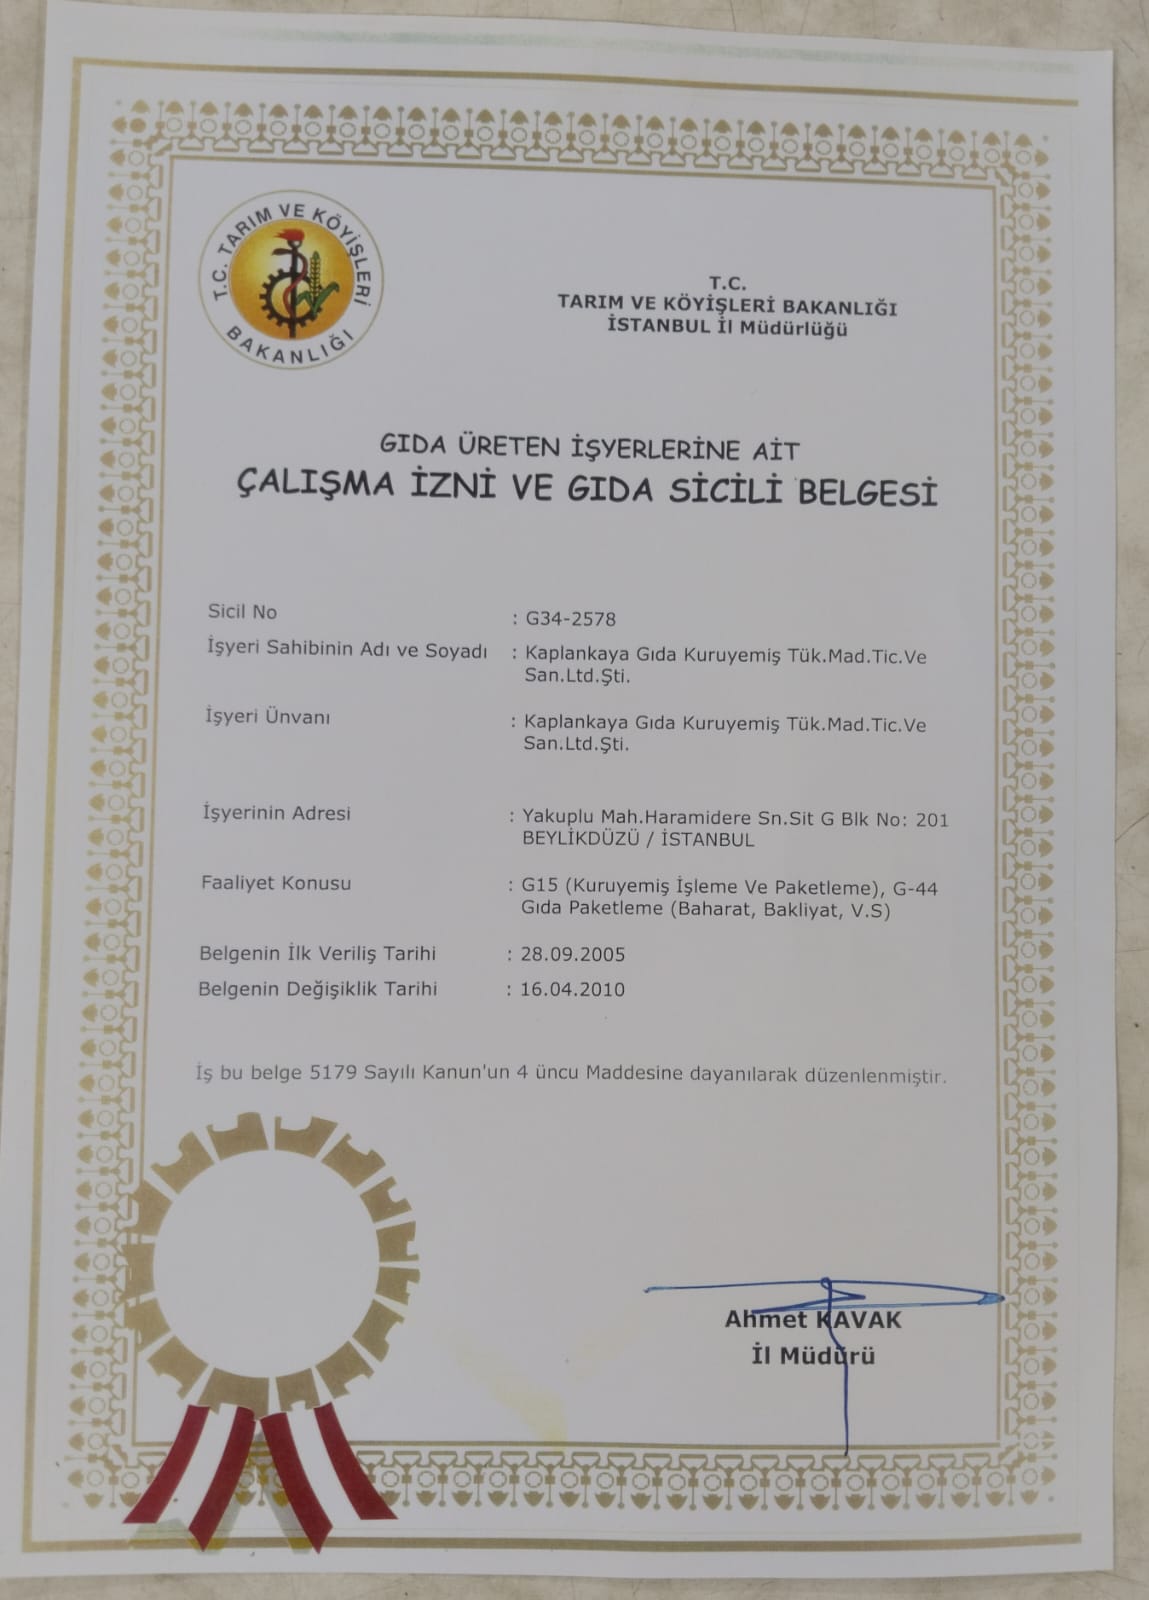 T.C. TARIM VE KÖYİŞLERİ
BAKANLIĞI
T.C.
TARIM VE KÖYİŞLERİ BAKANLIĞI
İSTANBUL İl Müdürlüğü
GIDA ÜRETEN İŞYERLERİNE AİT
ÇALIŞMA İZNİ VE GIDA SİCİLİ BELGESİ
Sicil No : G34-2578
İşyeri Sahibinin Adı ve Soyadı : Kaplankaya Gıda Kuruyemiş Tük.Mad.Tic.Ve
San.Ltd.Şti.
İşyeri Ünvanı : Kaplankaya Gıda Kuruyemiş Tük.Mad.Tic.Ve
San.Ltd.Şti.
İşyerinin Adresi : Yakuplu Mah.Haramidere Sn.Sit G Blk No: 201
BEYLİKDÜZÜ / İSTANBUL
Faaliyet Konusu : G15 (Kuruyemiş İşleme Ve Paketleme), G-44
Gıda Paketleme (Baharat, Bakliyat, V.S)
Belgenin İlk Veriliş Tarihi : 28.09.2005
Belgenin Değişiklik Tarihi : 16.04.2010
İş bu belge 5179 Sayılı Kanun'un 4 üncu Maddesine dayanılarak düzenlenmiştir.
Ahmet KAVAK
İl Müdürü